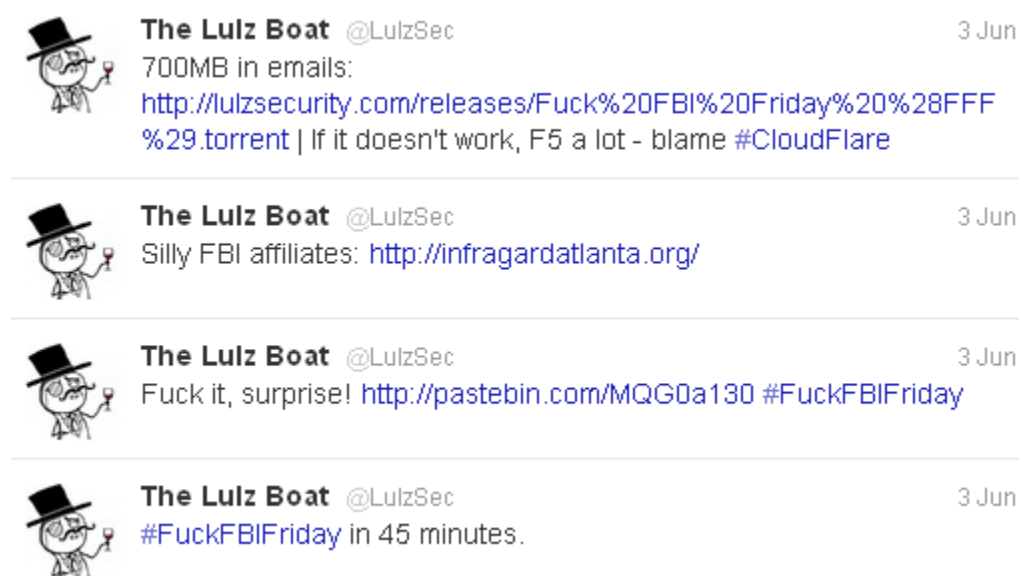 The Lulz Boat @LulzSec 3 Jun
700MB in emails:
http://lulzsecurity.com/releases/Fuck%20FBI%20Friday%20%28FFF
%29.torrent | If it doesn't work, F5 a lot - blame #CloudFlare
The Lulz Boat @LulzSec 3 Jun
Silly FBI affiliates: http://infragardatlanta.org/
The Lulz Boat @LulzSec 3 Jun
Fuck it, surprise! http://pastebin.com/MQG0a130 #FuckFBIFriday
The Lulz Boat @LulzSec 3 Jun
#FuckFBIFriday in 45 minutes.